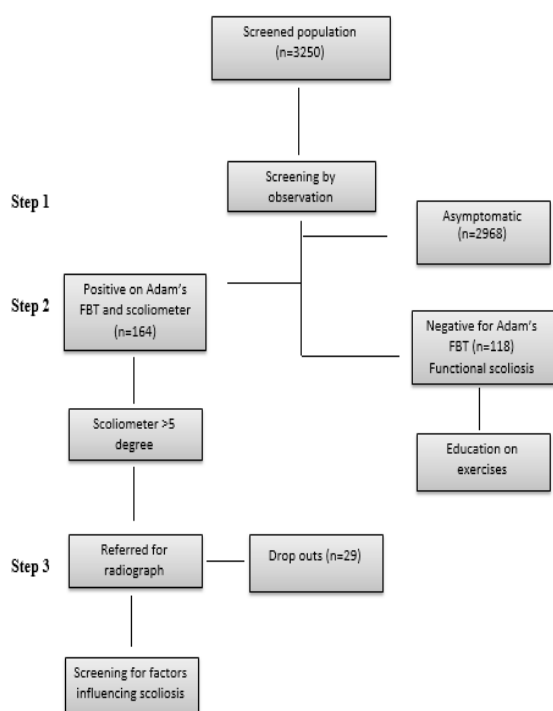 Screened population
(n=3250)
Screening by
observation
Step 1
Asymptomatic
(n=2968)
Step 2
Positive on Adam's
FBT and scoliometer
(n=164)
Negative for Adam's
FBT (n=118)
Functional scoliosis
Scoliometer >5
degree
Education on
exercises
Step 3
Referred for
radiograph
Drop outs (n=29)
Screening for factors
influencing scoliosis